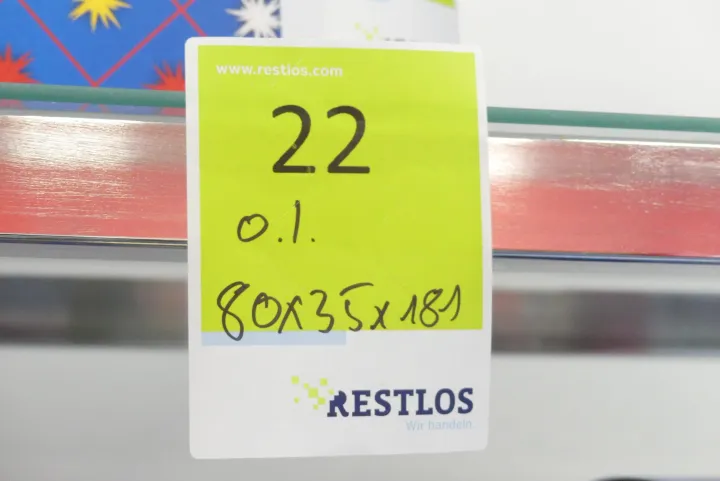 www.restlos.com
22
o.I.
80x35x181
RESTLOS
Wir handeln.